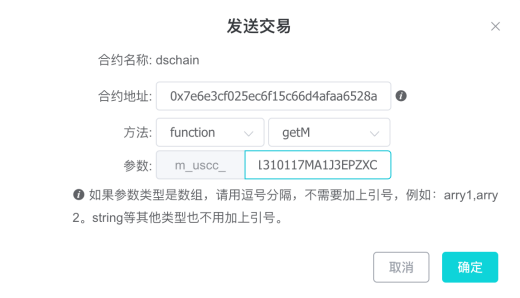 发送交易
合约名称: dschain
合约地址: 0x7e6e3cf025ec6f15c66d4afaa6528a
方法: function getM
参数: m_uscc_ 310117MA1J3EPZXC
如果参数类型是数组，请用逗号分隔，不需要加上引号，例如：arry1,arry
2。string等其他类型也不用加上引号。
取消 确定